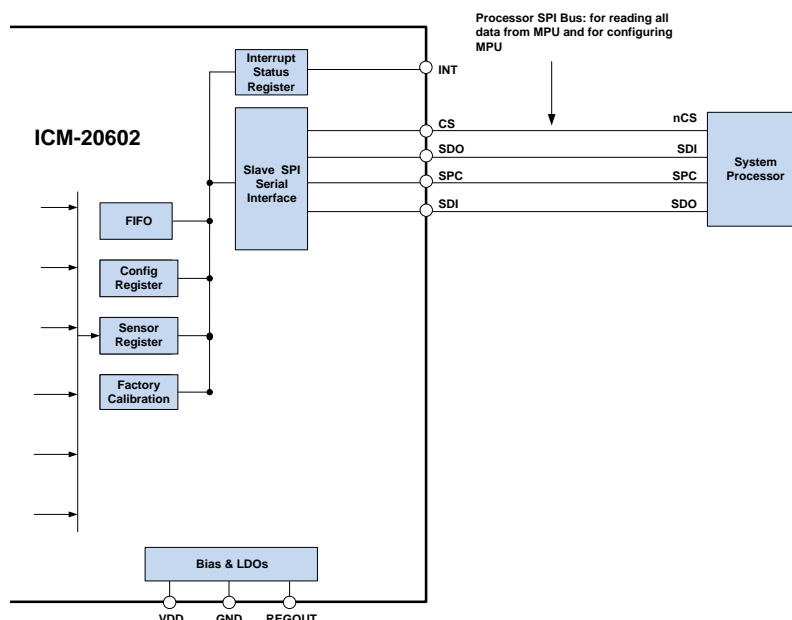 Processor SPI Bus: for reading all
data from MPU and for configuring
MPU
Interrupt
Status
Register
INT
ICM-20602
CS
nCS
Slave SPI
Serial
Interface
SDO
SDI
System
Processor
SPC
SPC
SDI
SDO
FIFO
Config
Register
Sensor
Register
Factory
Calibration
Bias & LDOs
VDD
GND
REGOUT